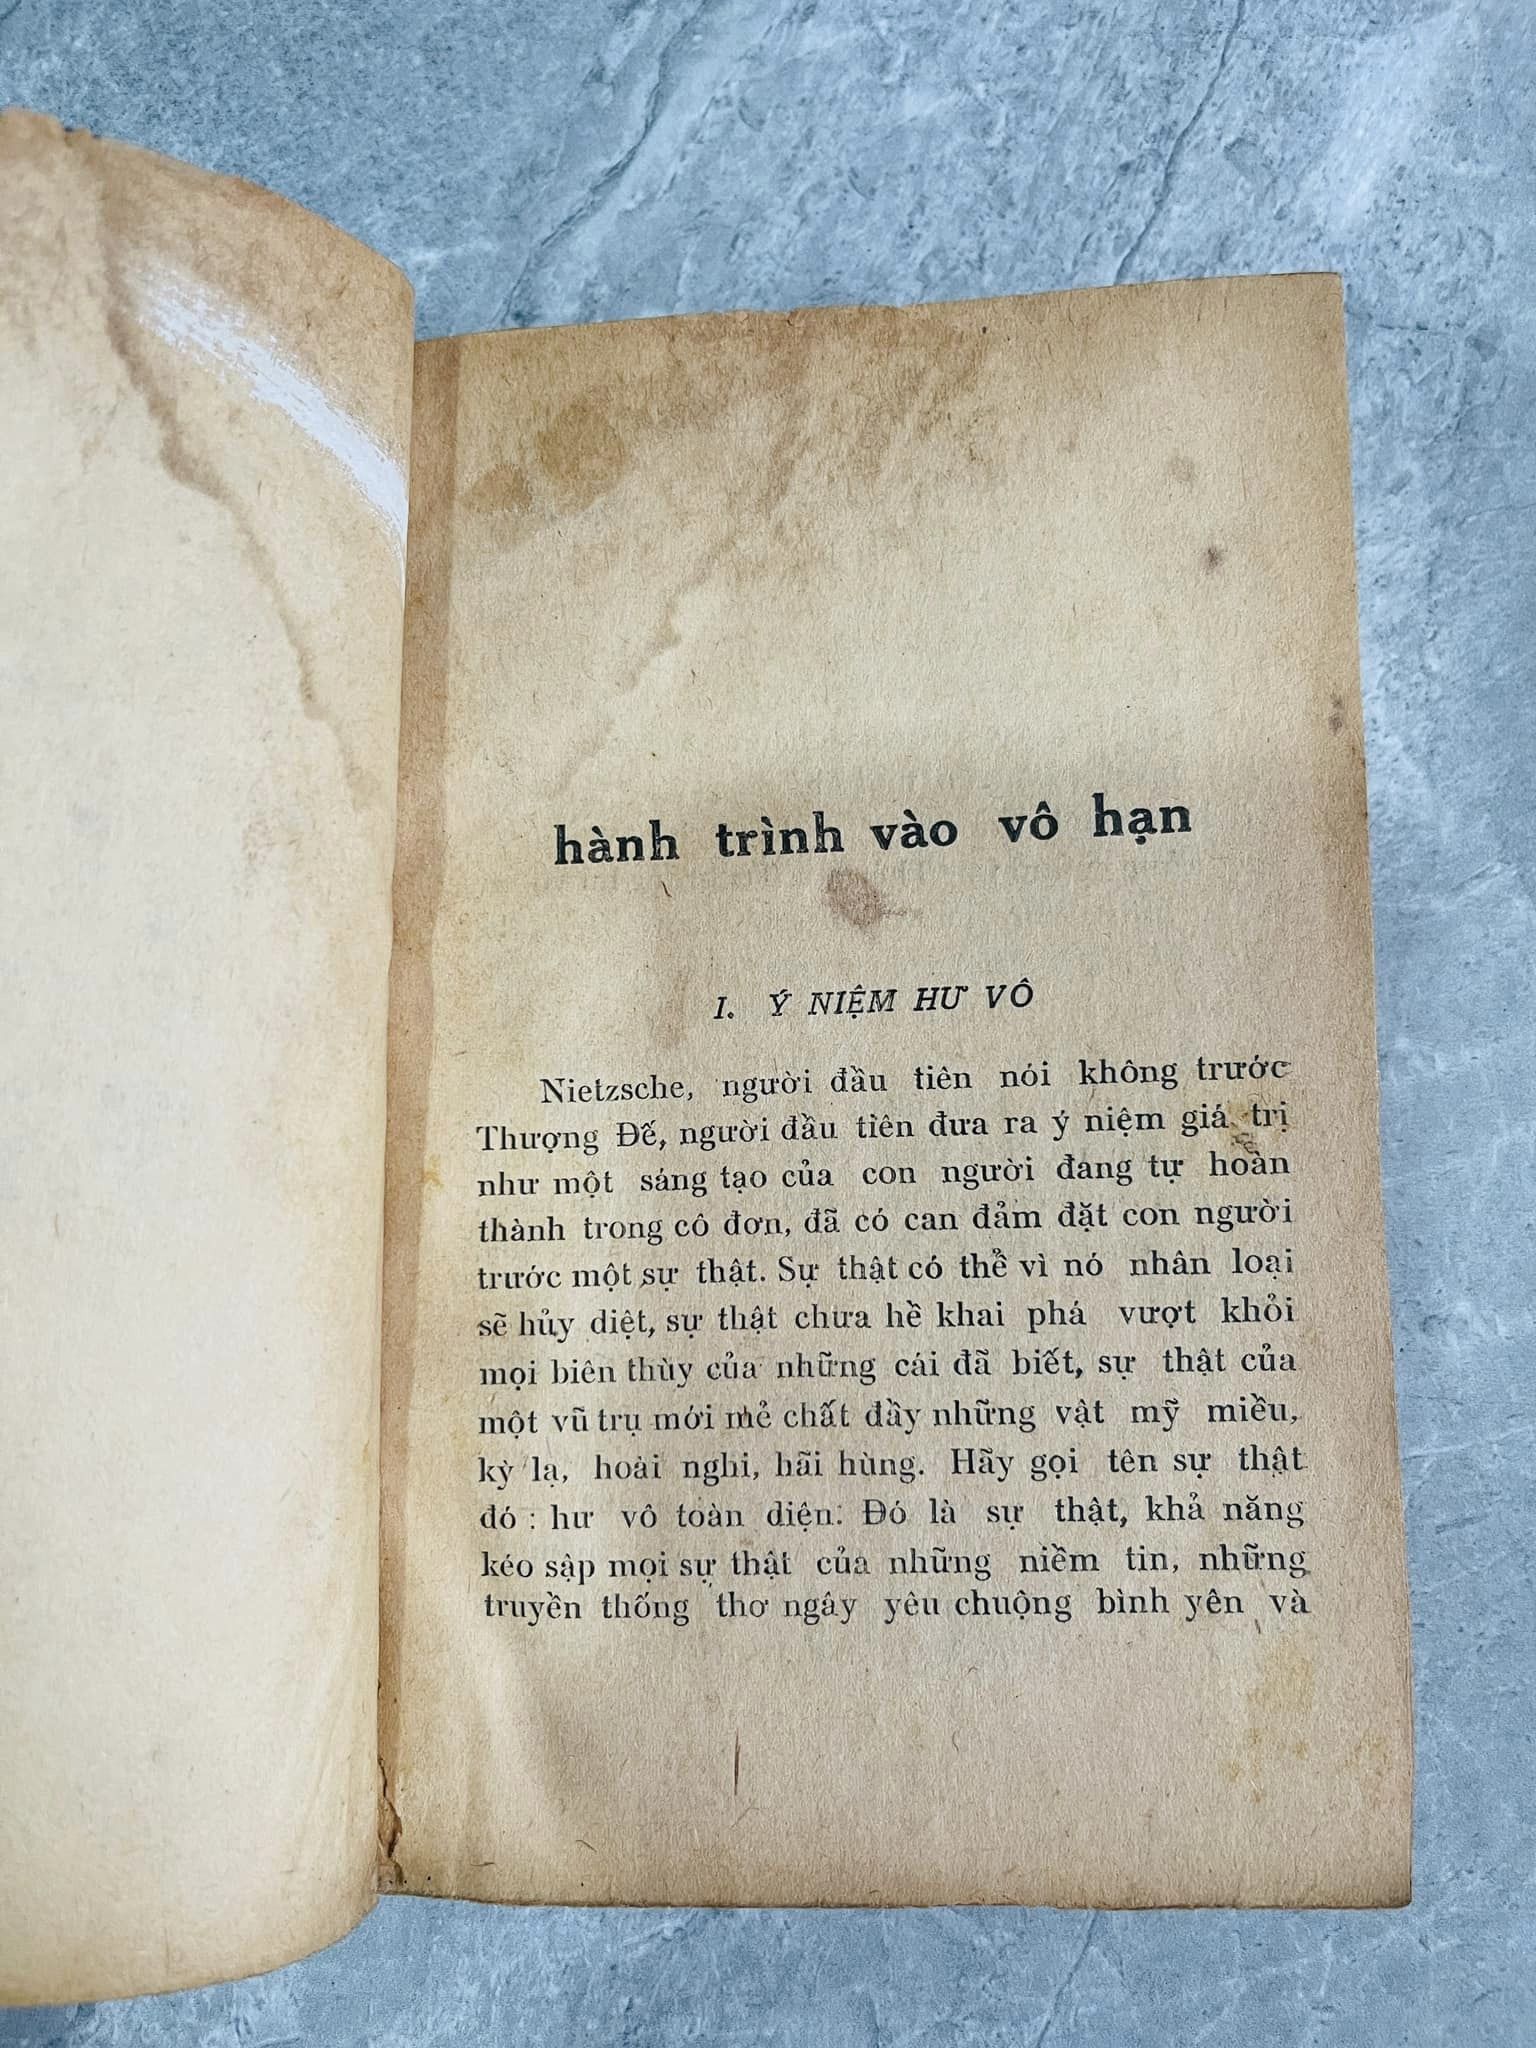 hành trình vào vô hạn
I. Ý NIỆM HƯ VÔ
Nietzsche, người đầu tiên nói không trước
Thượng Đế, người đầu tiên đưa ra ý niệm giá trị
như một sáng tạo của con người đang tự hoàn
thành trong cô đơn, đã có can đảm đặt con người
trước một sự thật. Sự thật có thể vì nó nhân loại
sẽ hủy diệt, sự thật chưa hề khai phá vượt khỏi
mọi biên thùy của những cái đã biết, sự thật của
một vũ trụ mới mẻ chất đầy những vật mỹ miều,
kỳ lạ, hoài nghi, hãi hùng. Hãy gọi tên sự thật
đó : hư vô toàn diện. Đó là sự thật, khả năng
kéo sập mọi sự thật của những niềm tin, những
truyền thống thơ ngây yêu chuộng bình yên và